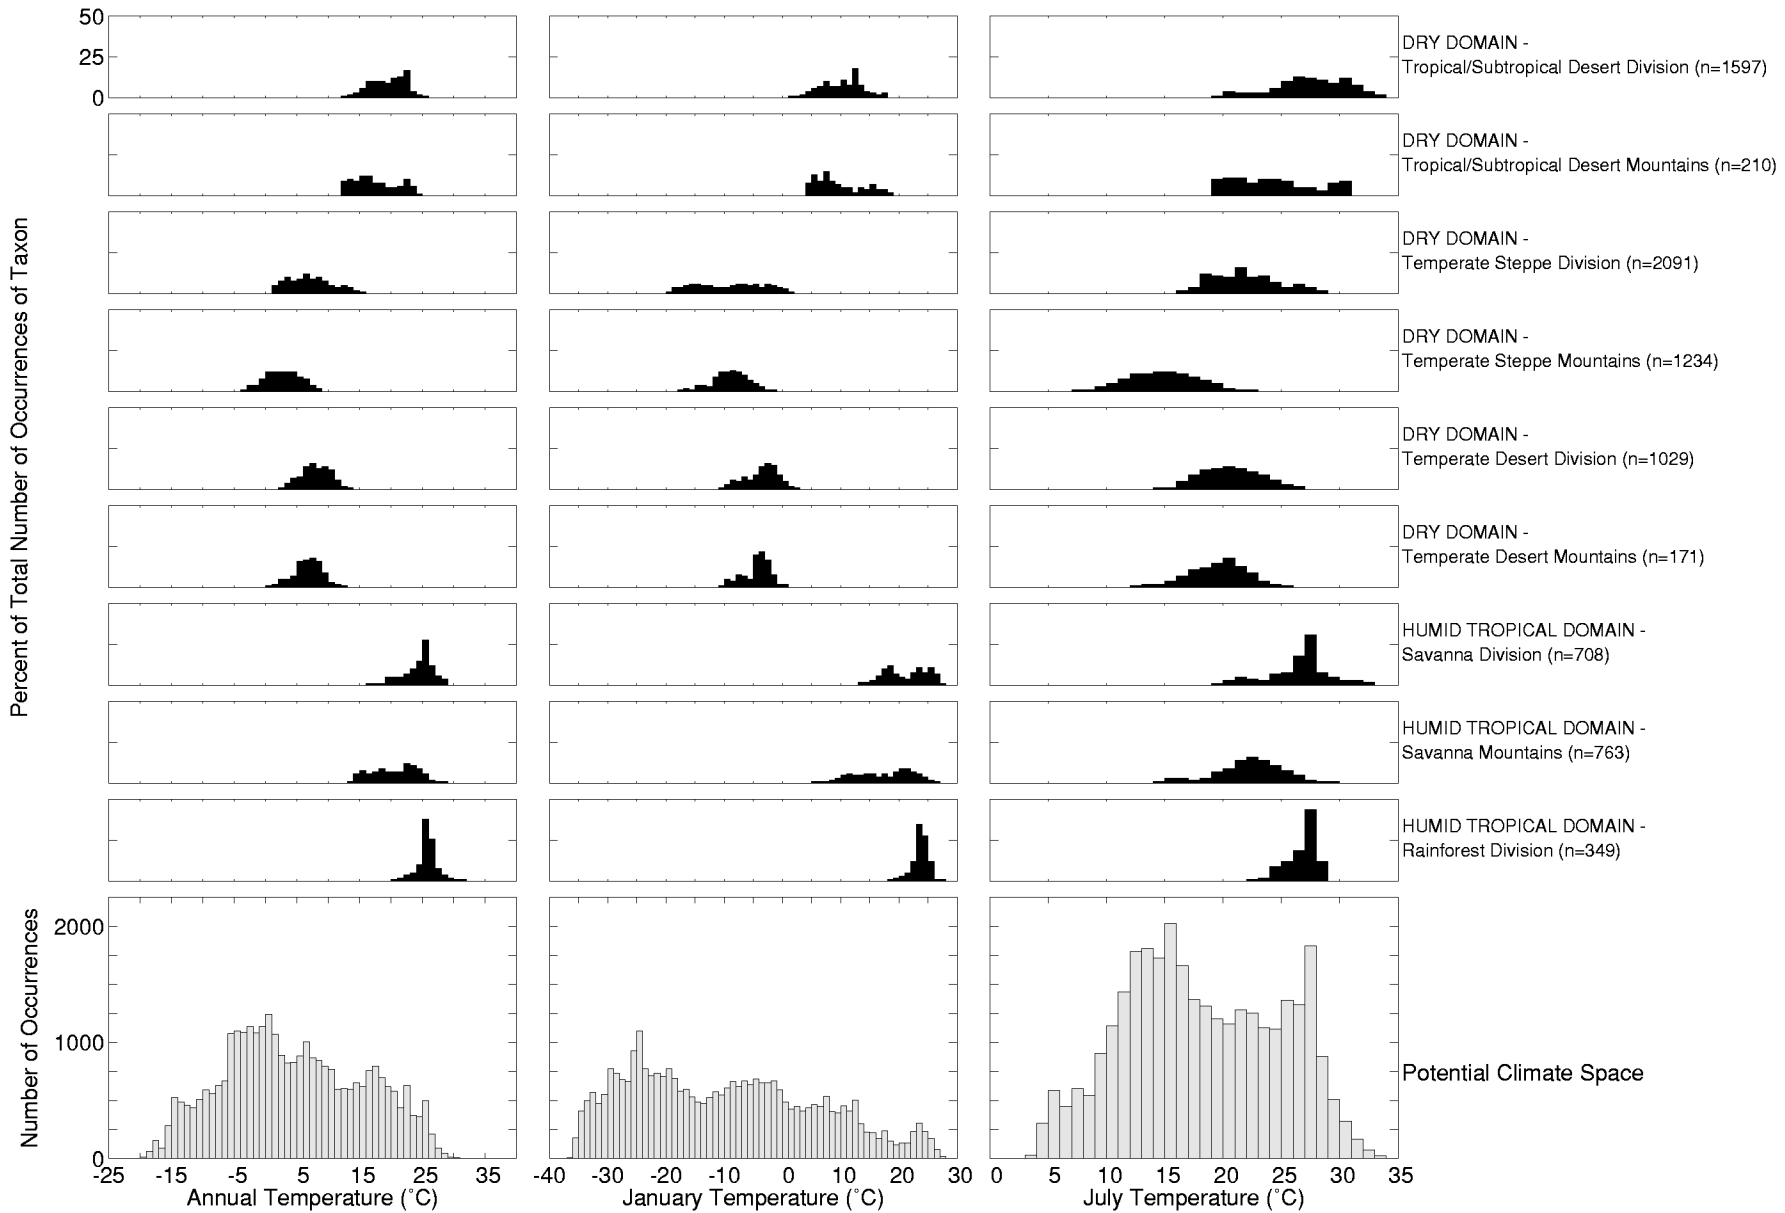 50
25
0
DRY DOMAIN -
Tropical/Subtropical Desert Division (n=1597)
DRY DOMAIN -
Tropical/Subtropical Desert Mountains (n=210)
DRY DOMAIN -
Temperate Steppe Division (n=2091)
DRY DOMAIN -
Temperate Steppe Mountains (n=1234)
DRY DOMAIN -
Temperate Desert Division (n=1029)
DRY DOMAIN -
Temperate Desert Mountains (n=171)
HUMID TROPICAL DOMAIN -
Savanna Division (n=708)
HUMID TROPICAL DOMAIN -
Savanna Mountains (n=763)
HUMID TROPICAL DOMAIN -
Rainforest Division (n=349)
Percent of Total Number of Occurrences of Taxon
Number of Occurrences
2000
1000
0
Potential Climate Space
-25 -15 -5 5 15 25 35
-40 -30 -20 -10 0 10 20 30
0 5 10 15 20 25 30 35
Annual Temperature (˚C)
January Temperature (˚C)
July Temperature (˚C)